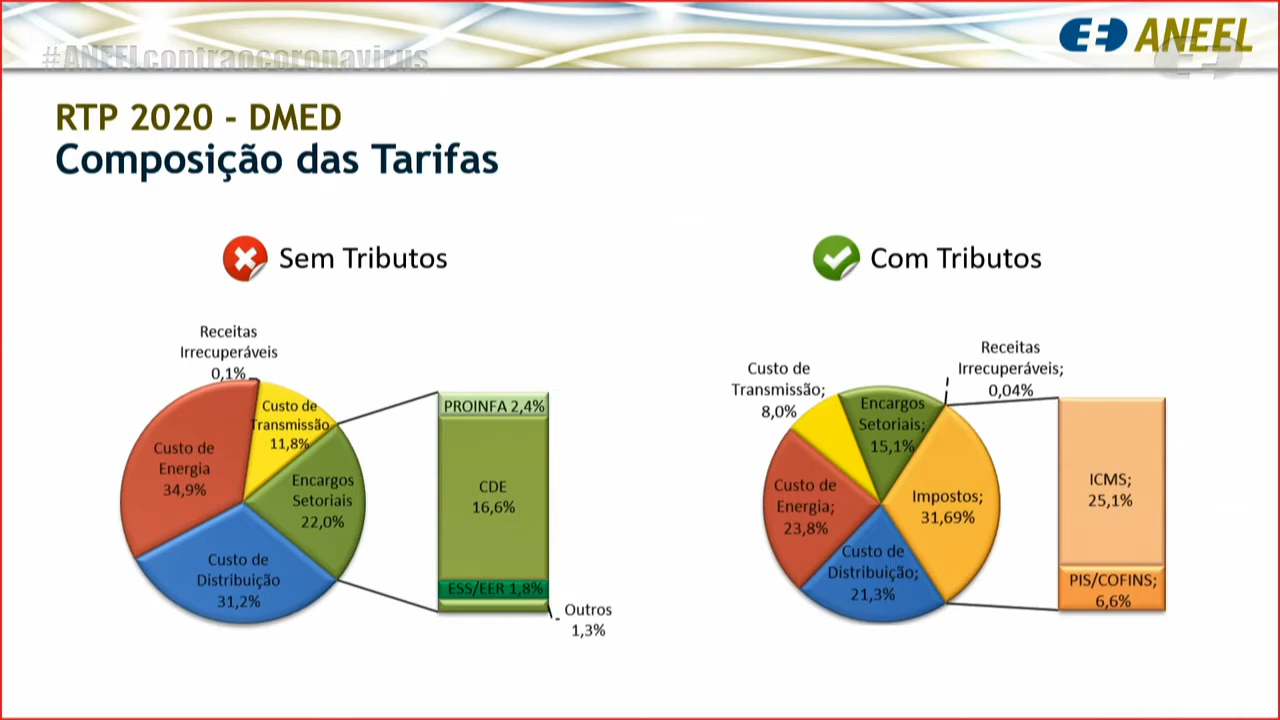 #ANEELcontraocoronavirus
ANEEL
RTP 2020 - DMED
Composição das Tarifas
Sem Tributos
Receitas
Irrecuperáveis
0,1%
Custo de
Transmissão
11,8%
Custo de
Energia
34,9%
Encargos
Setoriais
22,0%
Custo de
Distribuição
31,2%
PROINFA 2,4%
CDE
16,6%
ESS/EER 1,8%
Outros
1,3%
Com Tributos
Receitas
Irrecuperáveis;
0,04%
Custo de
Transmissão;
8,0%
Encargos
Setoriais;
15,1%
Custo de
Energia;
23,8%
Impostos;
31,69%
Custo de
Distribuição;
21,3%
ICMS;
25,1%
PIS/COFINS;
6,6%